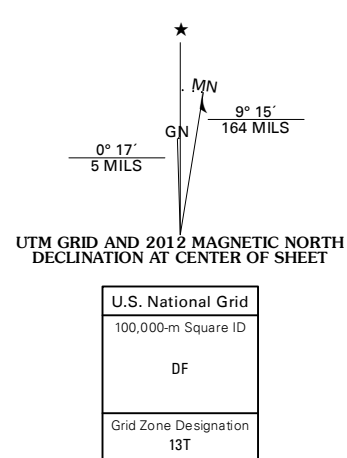 ★
MN
9° 15´
164 MILS
GN
0° 17´
5 MILS
UTM GRID AND 2012 MAGNETIC NORTH
DECLINATION AT CENTER OF SHEET
U.S. National Grid
100,000-m Square ID
DF
Grid Zone Designation
13T